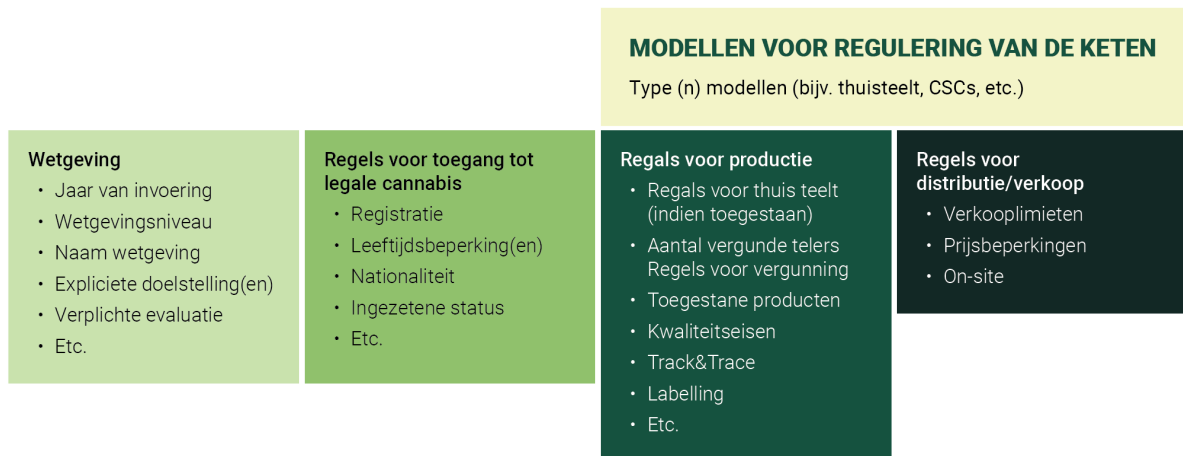 MODELLEN VOOR REGULERING VAN DE KETEN
Type (n) modellen (bijv. thuisteelt, CSCs, etc.)
Wetgeving
• Jaar van invoering
• Wetgevingsniveau
• Naam wetgeving
• Expliciete doelstelling(en)
• Verplichte evaluatie
• Etc.
Regels voor toegang tot
legale cannabis
• Registratie
• Leeftijdsbeperking(en)
• Nationaliteit
• Ingezetene status
• Etc.
Regals voor productie
• Regals voor thuis teelt
(indien toegestaan)
• Aantal vergunde telers
Regels voor vergunning
• Toegestane producten
• Kwaliteitseisen
• Track&Trace
• Labelling
• Etc.
Regels voor
distributie/verkoop
• Verkooplimieten
• Prijsbeperkingen
• On-site